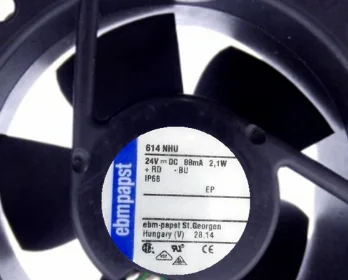 ebmpapst
614 NHU
24V ⎓ DC 88mA 2,1W
+ RD - BU
IP68
EP
ebm-papst St.Georgen
Hungary (V) 28.14
CE